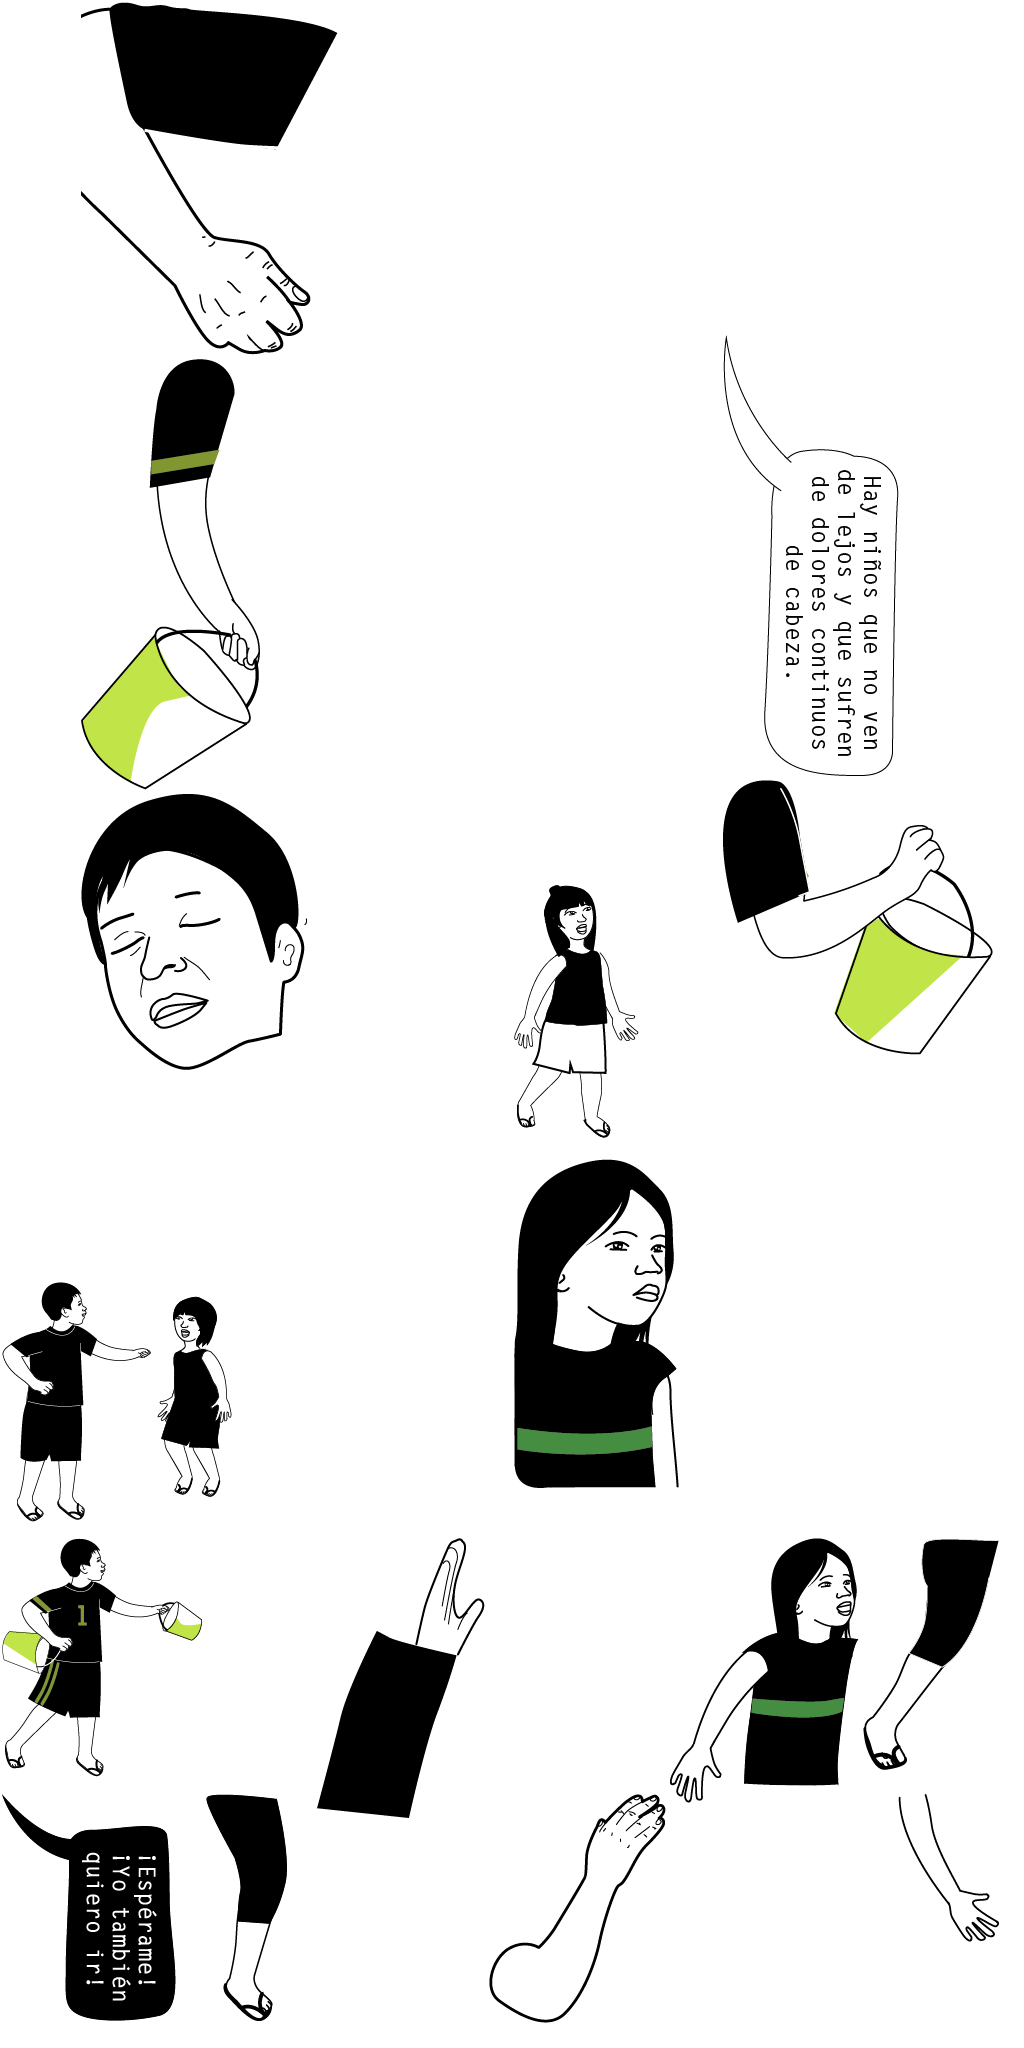 Hay niños que no ven
de lejos y que sufren
de dolores continuos
de cabeza.
1
¡Espérame!
¡Yo también
quiero ir!